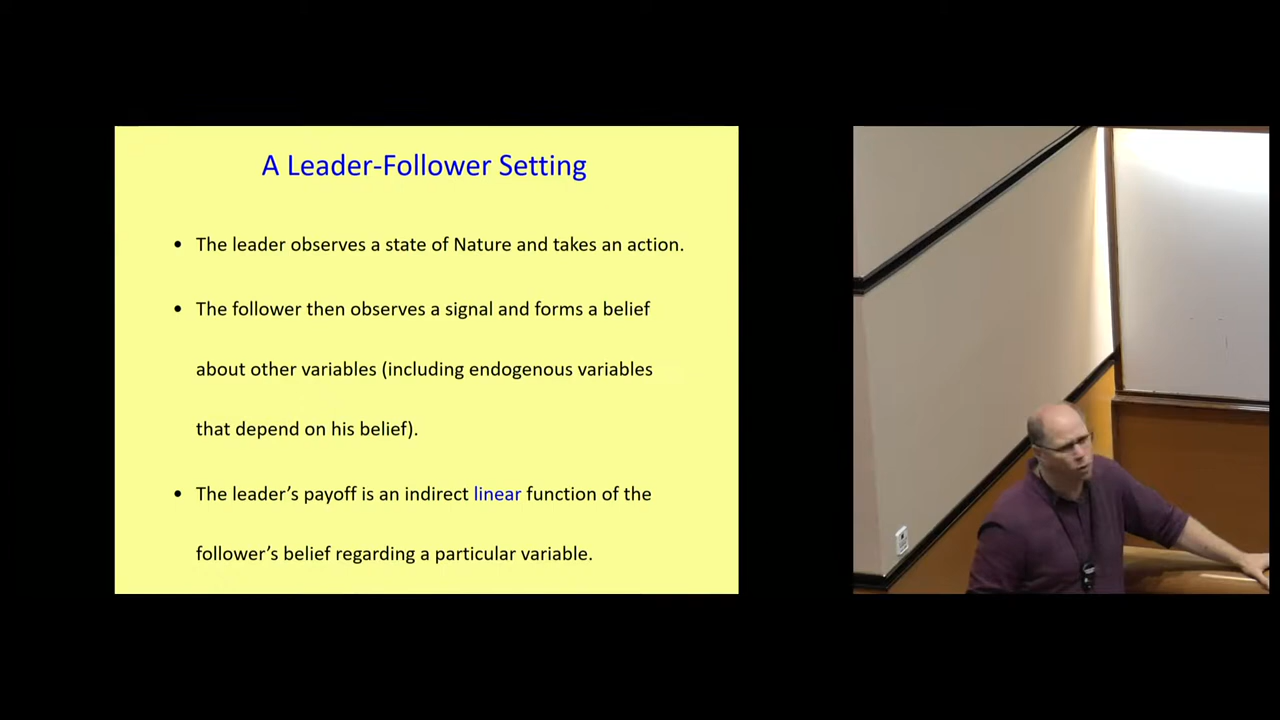 A Leader-Follower Setting
• The leader observes a state of Nature and takes an action.
• The follower then observes a signal and forms a belief
about other variables (including endogenous variables
that depend on his belief).
• The leader’s payoff is an indirect linear function of the
follower’s belief regarding a particular variable.